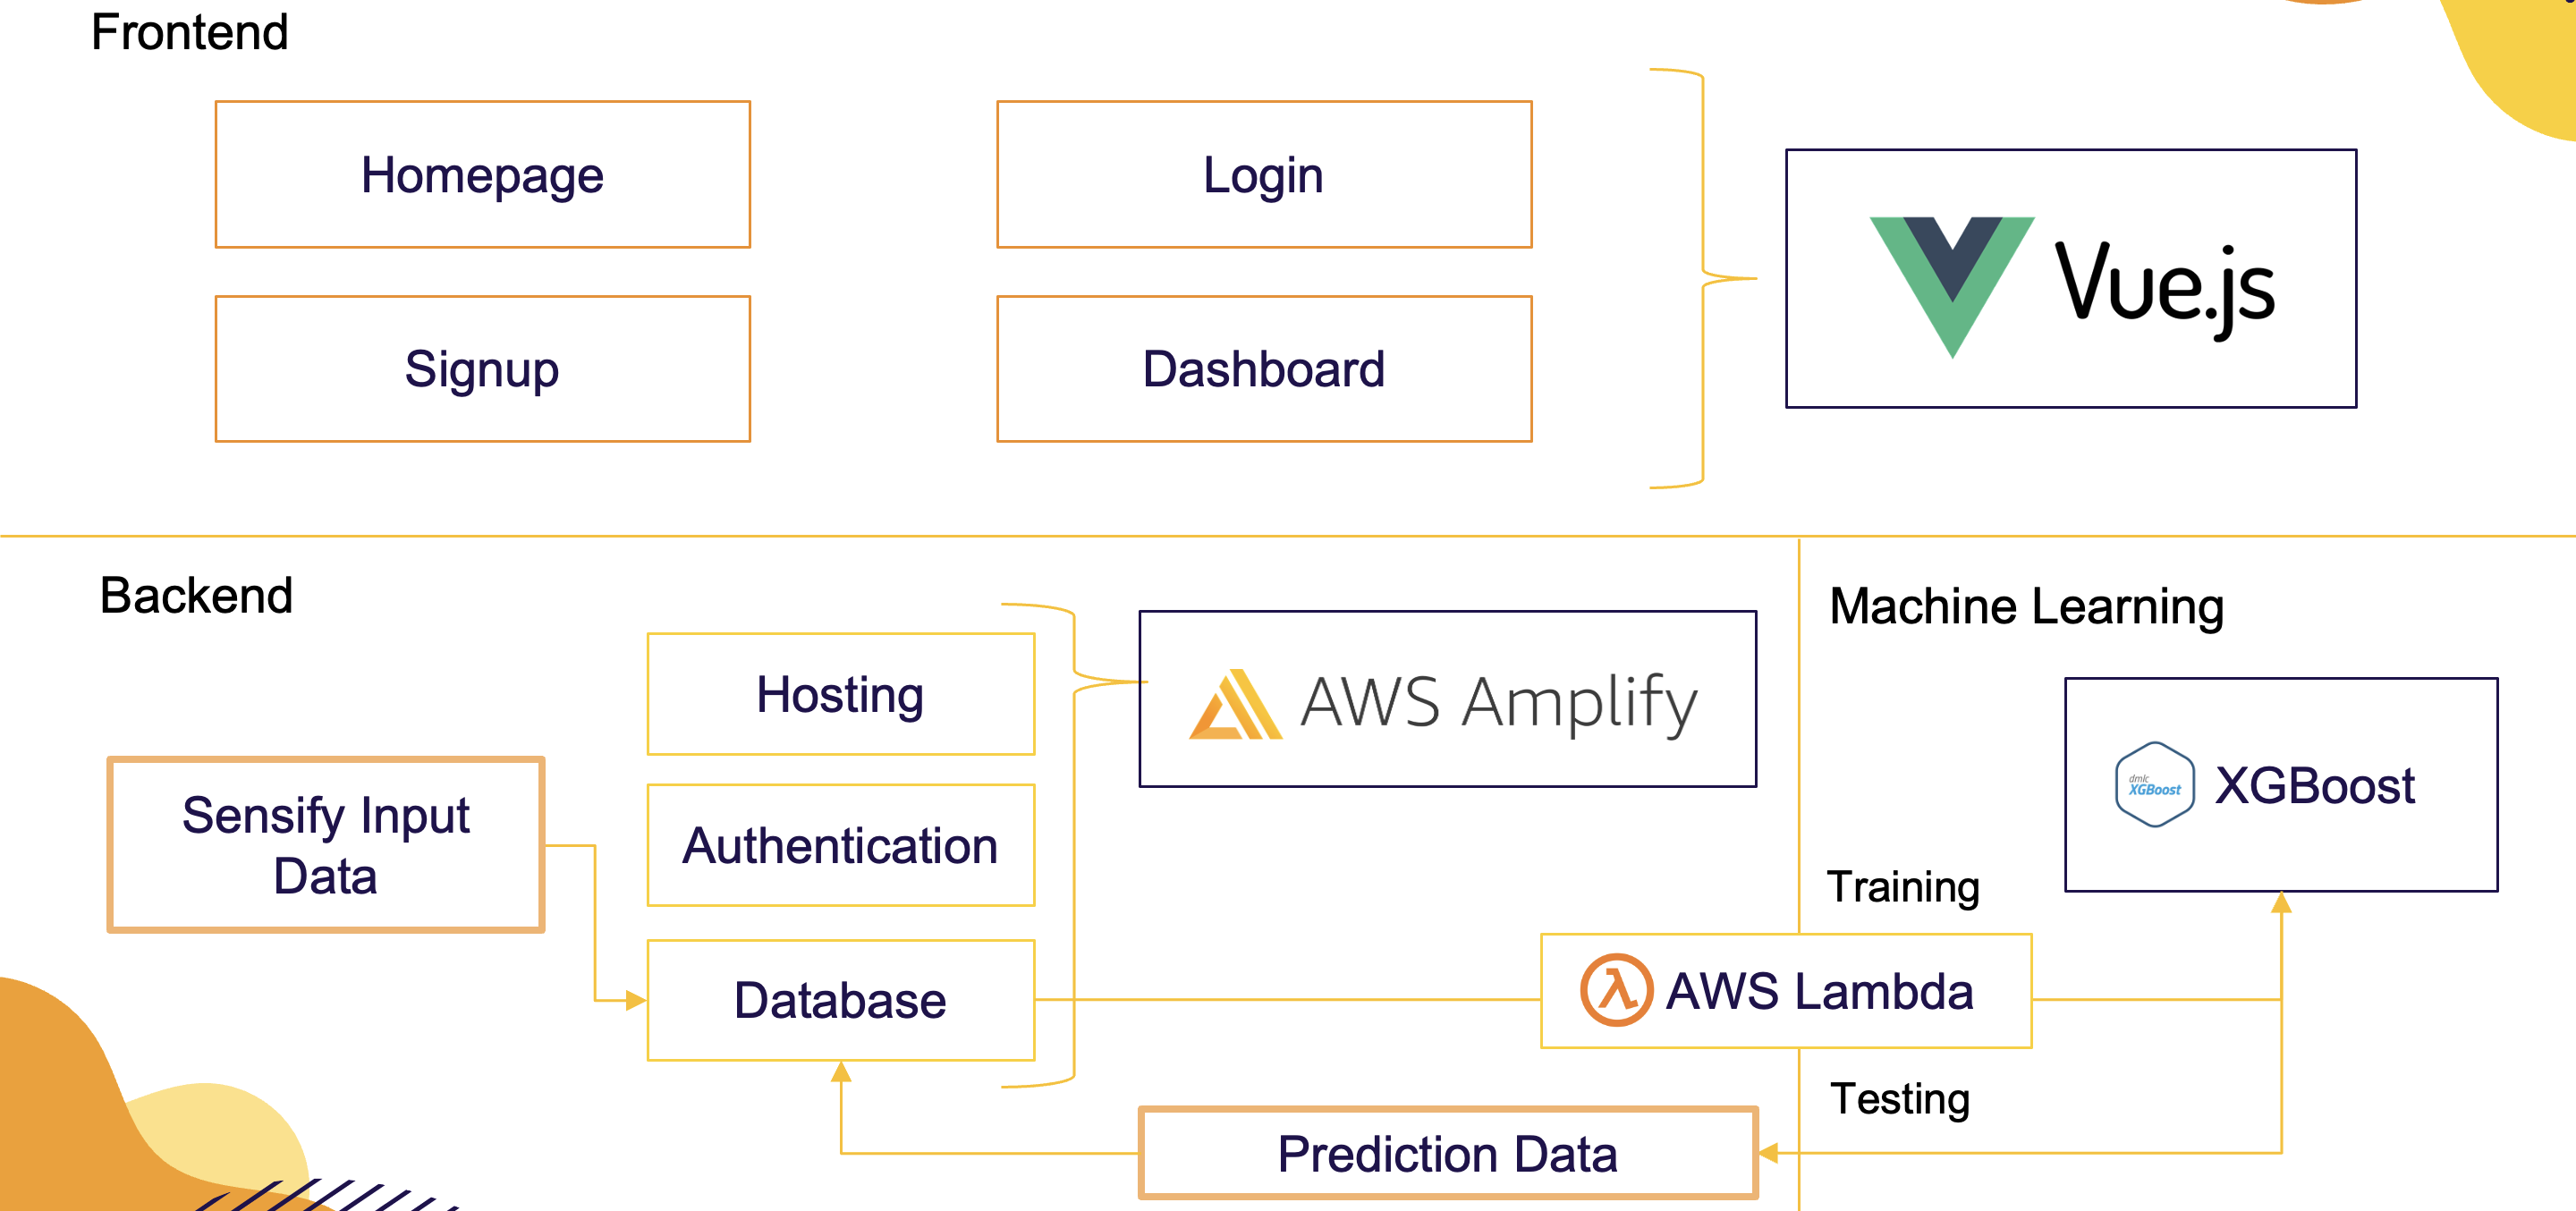 Frontend
Homepage
Login
Signup
Dashboard
Vue.js
Backend
Hosting
Authentication
Database
Sensify Input
Data
AWS Amplify
Machine Learning
dmlc
XGBoost
XGBoost
Training
AWS Lambda
Testing
Prediction Data